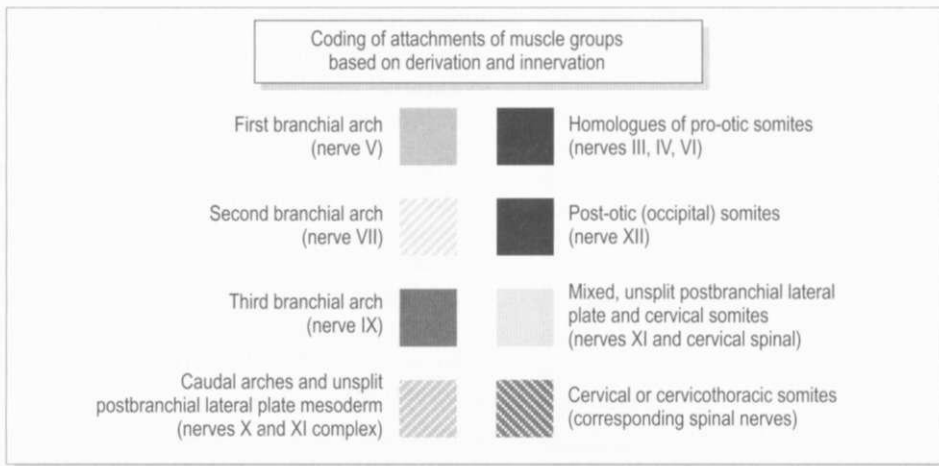 Coding of attachments of muscle groups
based on derivation and innervation
First branchial arch
(nerve V)
Homologues of pro-otic somites
(nerves III, IV, VI)
Second branchial arch
(nerve VII)
Post-otic (occipital) somites
(nerve XII)
Third branchial arch
(nerve IX)
Mixed, unsplit postbranchial lateral
plate and cervical somites
(nerves XI and cervical spinal)
Caudal arches and unsplit
postbranchial lateral plate mesoderm
(nerves X and XI complex)
Cervical or cervicothoracic somites
(corresponding spinal nerves)